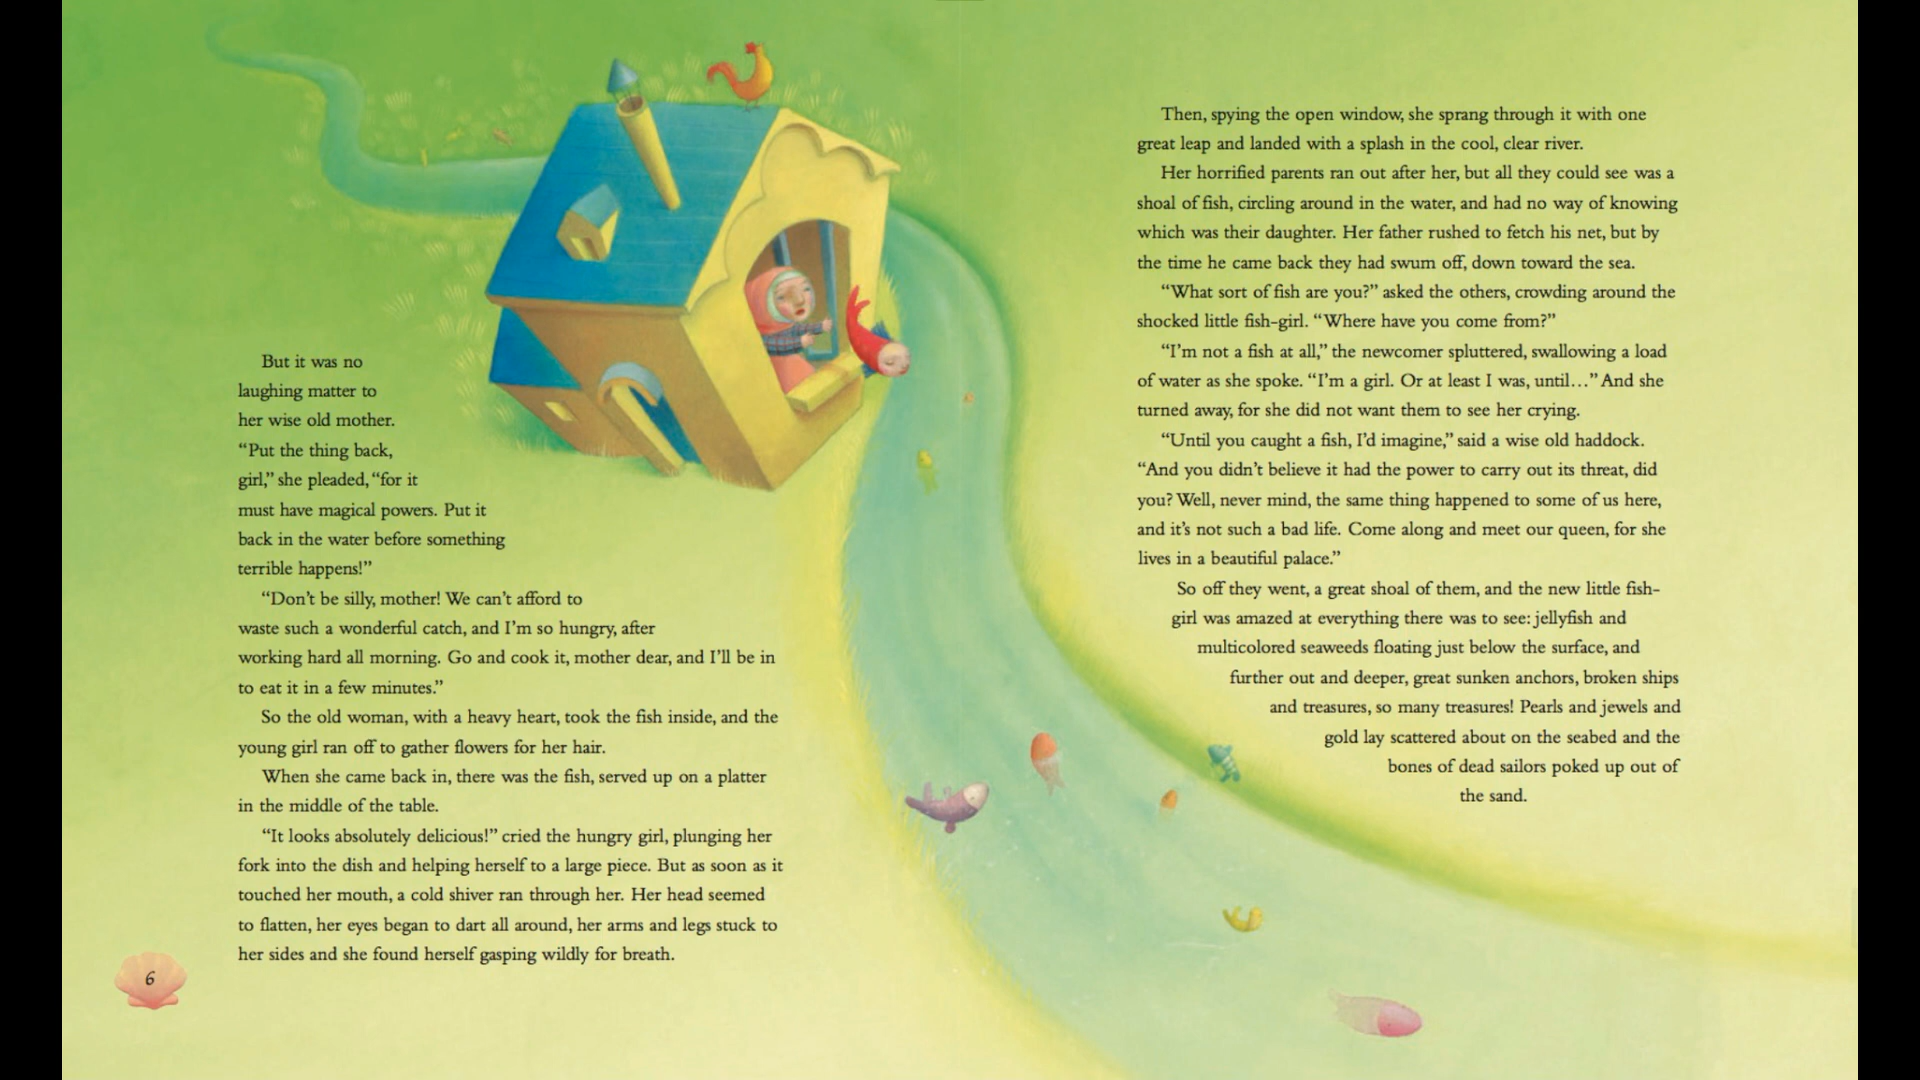 But it was no
laughing matter to
her wise old mother.
“Put the thing back,
girl,” she pleaded, “for it
must have magical powers. Put it
back in the water before something
terrible happens!”
“Don’t be silly, mother! We can’t afford to
waste such a wonderful catch, and I’m so hungry, after
working hard all morning. Go and cook it, mother dear, and I’ll be in
to eat it in a few minutes.”
So the old woman, with a heavy heart, took the fish inside, and the
young girl ran off to gather flowers for her hair.
When she came back in, there was the fish, served up on a platter
in the middle of the table.
“It looks absolutely delicious!” cried the hungry girl, plunging her
fork into the dish and helping herself to a large piece. But as soon as it
touched her mouth, a cold shiver ran through her. Her head seemed
to flatten, her eyes began to dart all around, her arms and legs stuck to
her sides and she found herself gasping wildly for breath.
6
Then, spying the open window, she sprang through it with one
great leap and landed with a splash in the cool, clear river.
Her horrified parents ran out after her, but all they could see was a
shoal of fish, circling around in the water, and had no way of knowing
which was their daughter. Her father rushed to fetch his net, but by
the time he came back they had swum off, down toward the sea.
“What sort of fish are you?” asked the others, crowding around the
shocked little fish-girl. “Where have you come from?”
“I’m not a fish at all,” the newcomer spluttered, swallowing a load
of water as she spoke. “I’m a girl. Or at least I was, until…” And she
turned away, for she did not want them to see her crying.
“Until you caught a fish, I’d imagine,” said a wise old haddock.
“And you didn’t believe it had the power to carry out its threat, did
you? Well, never mind, the same thing happened to some of us here,
and it’s not such a bad life. Come along and meet our queen, for she
lives in a beautiful palace.”
So off they went, a great shoal of them, and the new little fish-
girl was amazed at everything there was to see: jellyfish and
multicolored seaweeds floating just below the surface, and
further out and deeper, great sunken anchors, broken ships
and treasures, so many treasures! Pearls and jewels and
gold lay scattered about on the seabed and the
bones of dead sailors poked up out of
the sand.